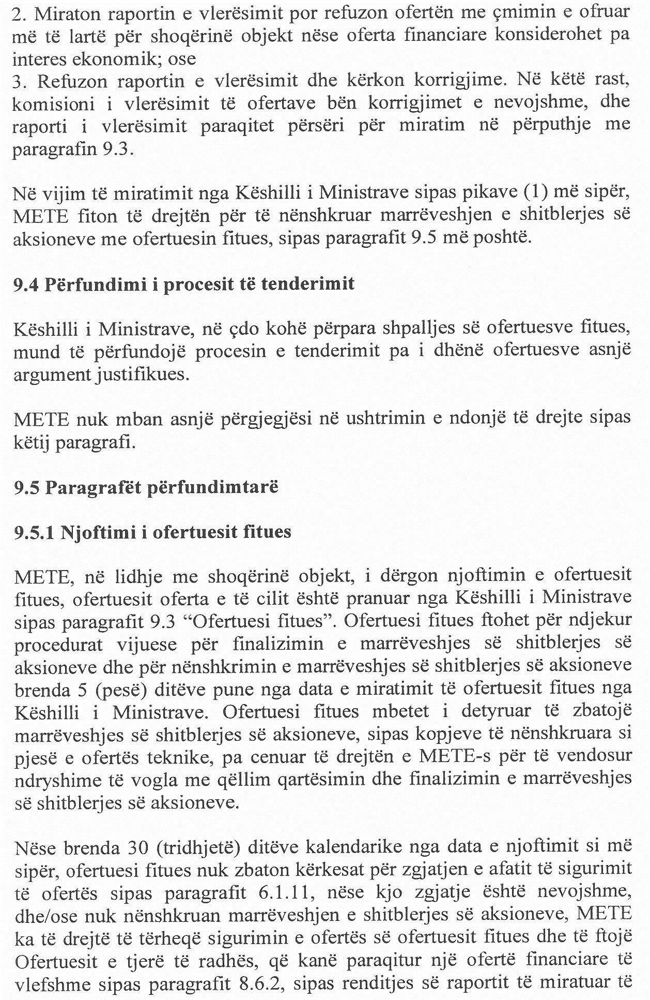 2. Miraton raportin e vlerësimit por refuzon ofertën me çmimin e ofruar
më të lartë për shoqërinë objekt nëse oferta financiare konsiderohet pa
interes ekonomik; ose
3. Refuzon raportin e vlerësimit dhe kërkon korrigjime. Në këtë rast,
komisioni i vlerësimit të ofertave bën korrigjimet e nevojshme, dhe
raporti i vlerësimit paraqitet përsëri për miratim në përputhje me
paragrafin 9.3.
Në vijim të miratimit nga Këshilli i Ministrave sipas pikave (1) më sipër,
METE fiton të drejtën për të nënshkruar marrëveshjen e shitblerjes së
aksioneve me ofertuesin fitues, sipas paragrafit 9.5 më poshtë.
9.4 Përfundimi i procesit të tenderimit
Këshilli i Ministrave, në çdo kohë përpara shpalljes së ofertuesve fitues,
mund të përfundojë procesin e tenderimit pa i dhënë ofertuesve asnjë
argument justifikues.
METE nuk mban asnjë përgjegjësi në ushtrimin e ndonjë të drejte sipas
këtij paragrafi.
9.5 Paragrafët përfundimtarë
9.5.1 Njoftimi i ofertuesit fitues
METE, në lidhje me shoqërinë objekt, i dërgon njoftimin e ofertuesit
fitues, ofertuesit oferta e të cilit është pranuar nga Këshilli i Ministrave
sipas paragrafit 9.3 “Ofertuesi fitues”. Ofertuesi fitues ftohet për ndjekur
procedurat vijuese për finalizimin e marrëveshjes së shitblerjes së
aksioneve dhe për nënshkrimin e marrëveshjes së shitblerjes së aksioneve
brenda 5 (pesë) ditëve pune nga data e miratimit të ofertuesit fitues nga
Këshilli i Ministrave. Ofertuesi fitues mbetet i detyruar të zbatojë
marrëveshjes së shitblerjes së aksioneve, sipas kopjeve të nënshkruara si
pjesë e ofertës teknike, pa cenuar të drejtën e METE-s për të vendosur
ndryshime të vogla me qëllim qartësimin dhe finalizimin e marrëveshjes
së shitblerjes së aksioneve.
Nëse brenda 30 (tridhjetë) ditëve kalendarike nga data e njoftimit si më
sipër, ofertuesi fitues nuk zbaton kërkesat për zgjatjen e afatit të sigurimit
të ofertës sipas paragrafit 6.1.11, nëse kjo zgjatje është nevojshme,
dhe/ose nuk nënshkruan marrëveshjen e shitblerjes së aksioneve, METE
ka të drejtë të tërheqë sigurimin e ofertës së ofertuesit fitues dhe të ftojë
Ofertuesit e tjerë të radhës, që kanë paraqitur një ofertë financiare të
vlefshme sipas paragrafit 8.6.2, sipas renditjes së raportit të miratuar të